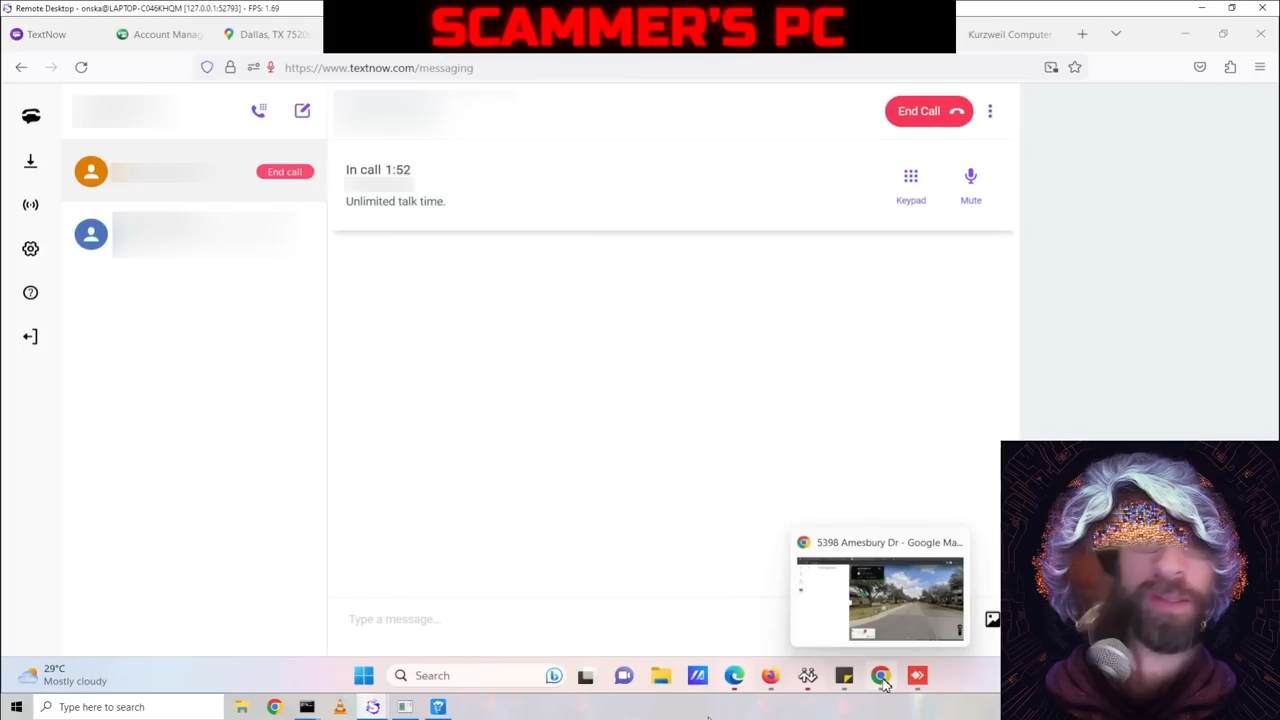 Remote Desktop - onska@LAPTOP-C046KHQM [127.0.0.1:52793] - FPS: 1.69
SCAMMER'S PC
TextNow
Account Manag
Dallas, TX 7520
Kurzweil Computer
https://www.textnow.com/messaging
End Call
In call 1:52
End call
Unlimited talk time.
Keypad
Mute
5398 Amesbury Dr - Google Ma...
Type a message...
29°C
Mostly cloudy
Search
Type here to search